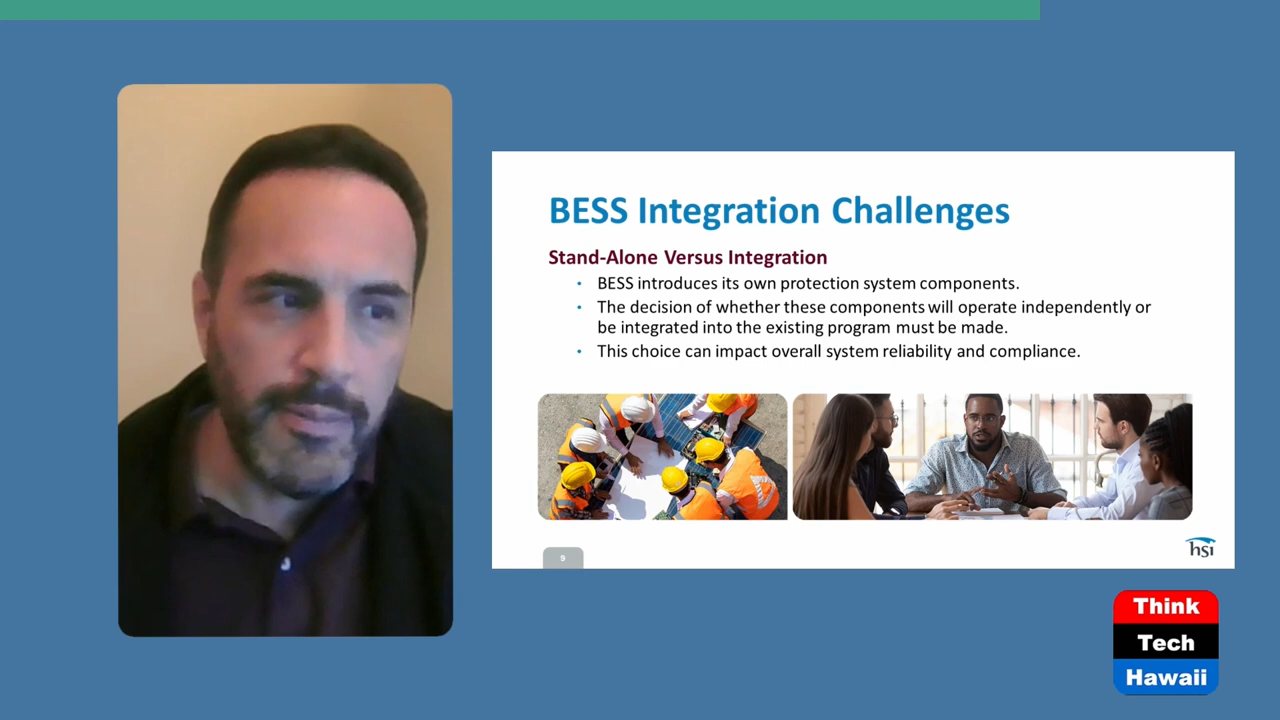 BESS Integration Challenges
Stand-Alone Versus Integration
• BESS introduces its own protection system components.
• The decision of whether these components will operate independently or
be integrated into the existing program must be made.
• This choice can impact overall system reliability and compliance.
9
hsi
Think
Tech
Hawaii